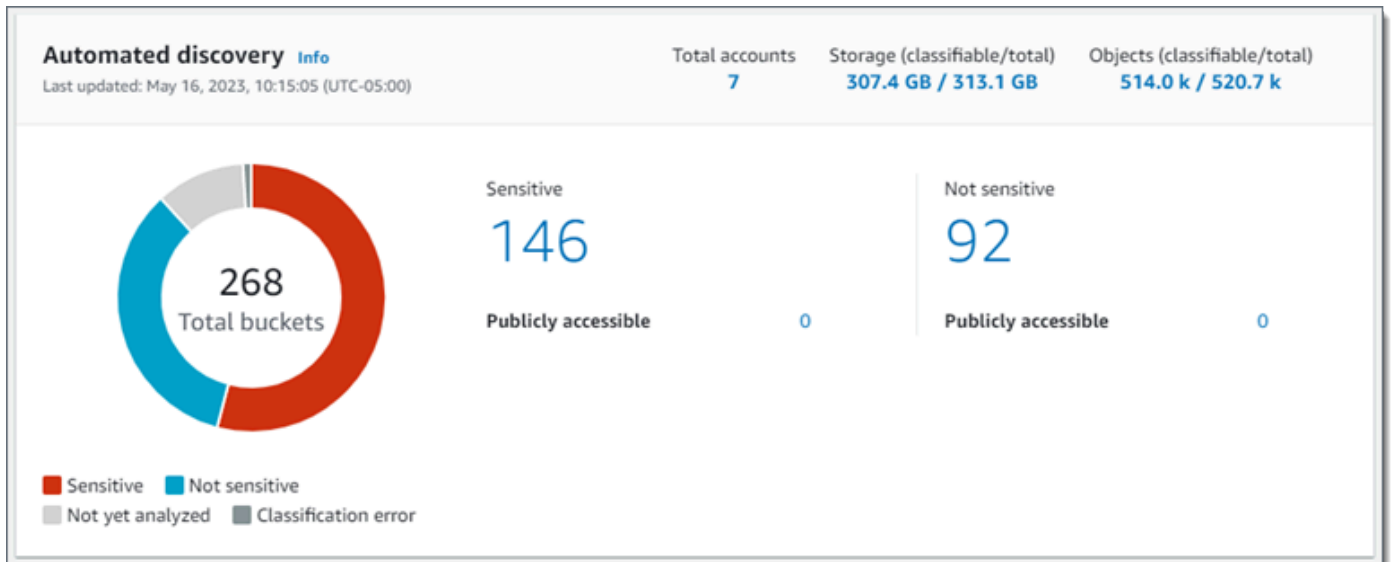 Automated discovery Info
Last updated: May 16, 2023, 10:15:05 (UTC-05:00)
Total accounts
7
Storage (classifiable/total)
307.4 GB / 313.1 GB
Objects (classifiable/total)
514.0 k / 520.7 k
268
Total buckets
Sensitive
146
Publicly accessible 0
Not sensitive
92
Publicly accessible 0
Sensitive Not sensitive
Not yet analyzed Classification error